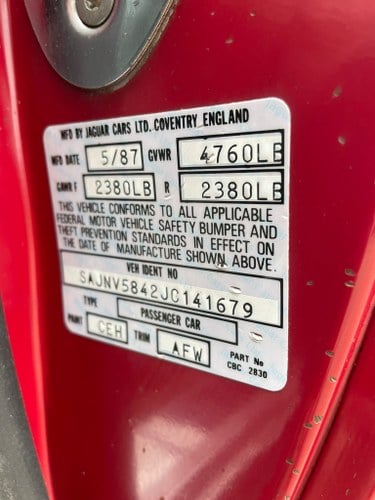 MFD BY JAGUAR CARS LTD. COVENTRY, ENGLAND
MFD DATE 5/87 GVWR 4760LB
GAWR F 2380LB R 2380LB
THIS VEHICLE CONFORMS TO ALL APPLICABLE
FEDERAL MOTOR VEHICLE SAFETY BUMPER AND
THEFT PREVENTION STANDARDS IN EFFECT ON
THE DATE OF MANUFACTURE SHOWN ABOVE.
VEH IDENT NO
SAJNV5842JC141679
TYPE PASSENGER CAR
PAINT CEH TRIM AFW
PART No
CBC 2830